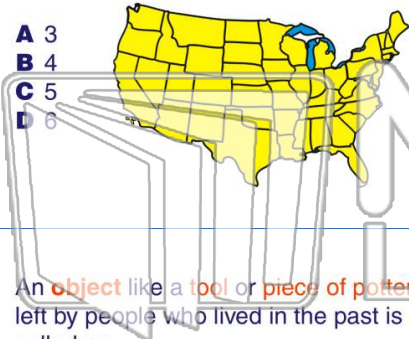 A 3
B 4
C 5
D 6
An object like a tool or piece of potter
left by people who lived in the past is